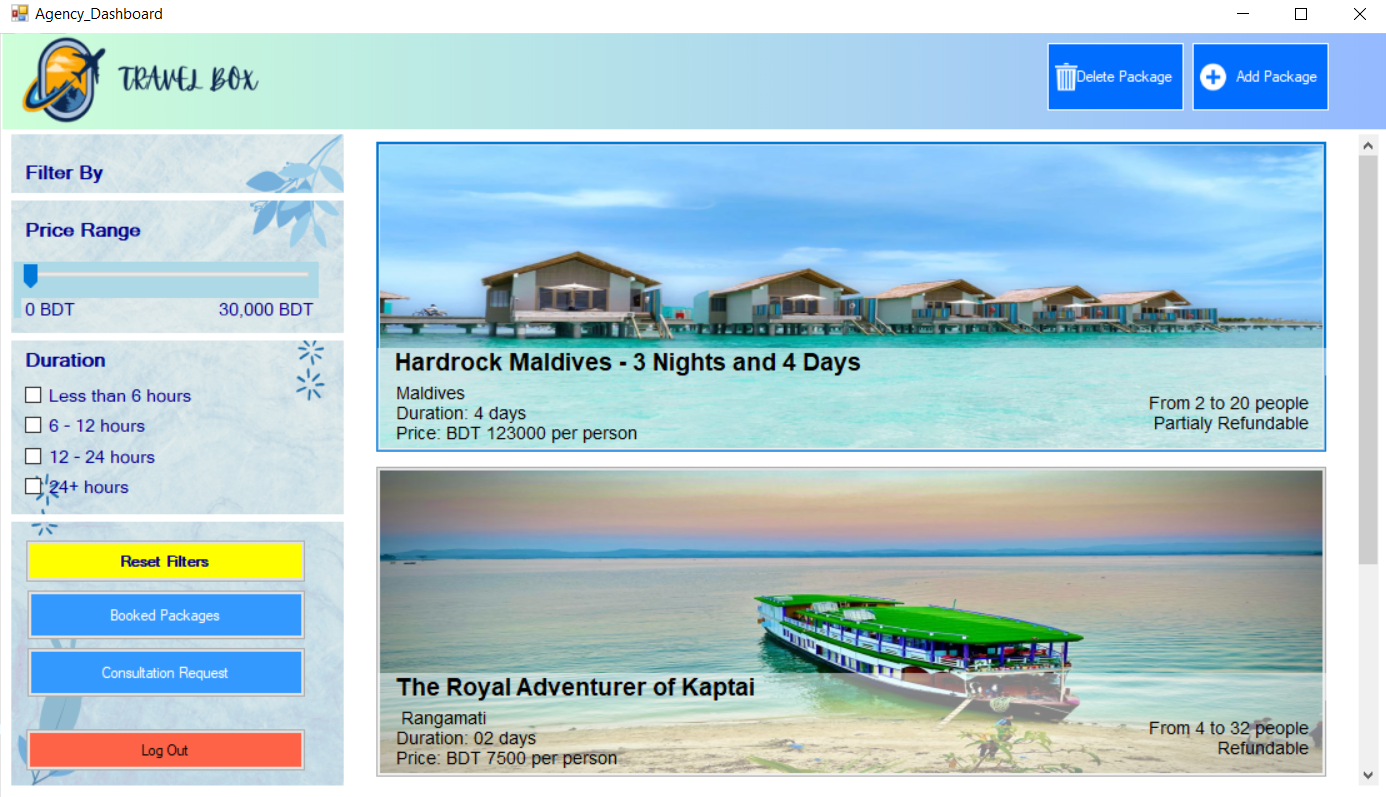 Agency_Dashboard
TRAVEL BOX
Delete Package
Add Package
Filter By
Price Range
0 BDT
30,000 BDT
Duration
Less than 6 hours
6 - 12 hours
12 - 24 hours
24+ hours
Reset Filters
Booked Packages
Consultation Request
Log Out
Hardrock Maldives - 3 Nights and 4 Days
Maldives
Duration: 4 days
Price: BDT 123000 per person
From 2 to 20 people
Partialy Refundable
The Royal Adventurer of Kaptai
Rangamati
Duration: 02 days
Price: BDT 7500 per person
From 4 to 32 people
Refundable